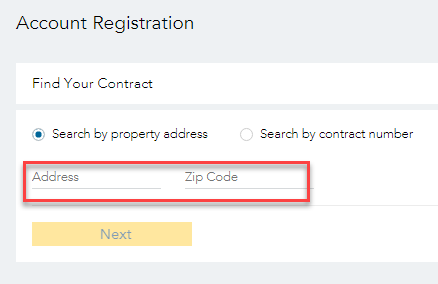 Account Registration
Find Your Contract
Search by property address Search by contract number
Address Zip Code
Next